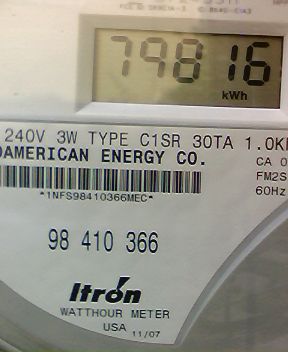 79816
kWh
240V 3W TYPE C1SR 30TA 1.0K
AMERICAN ENERGY CO.
CA 0
FM2S
60Hz
*1NFS98410366MEC*
98 410 366
Itron
WATTHOUR METER
USA 11/07